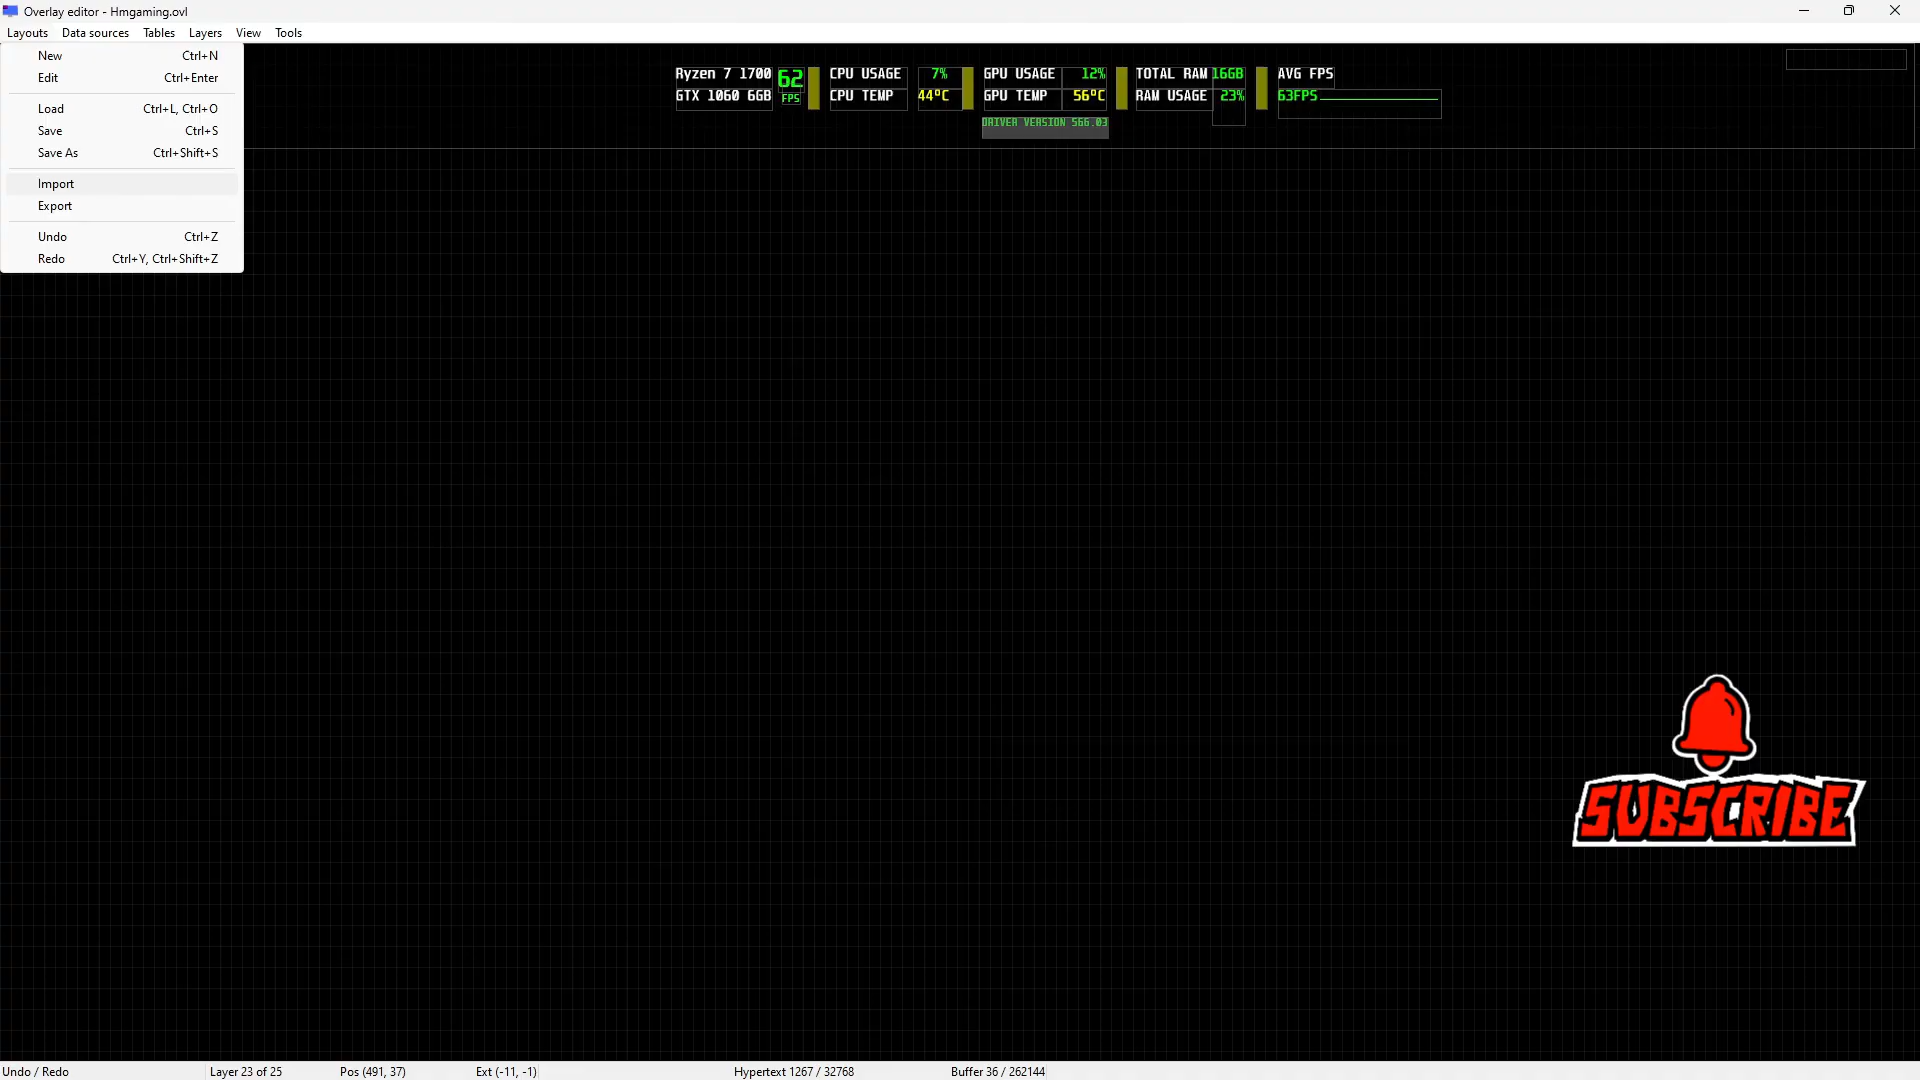 Overlay editor - Hmgaming.ovl
Layouts Data sources Tables Layers View Tools
New Ctrl+N
Edit Ctrl+Enter
Load Ctrl+L, Ctrl+O
Save Ctrl+S
Save As Ctrl+Shift+S
Import
Export
Undo Ctrl+Z
Redo Ctrl+Y, Ctrl+Shift+Z
Ryzen 7 1700 62 CPU USAGE 7% GPU USAGE 12% TOTAL RAM 16GB AVG FPS
GTX 1060 6GB FPS CPU TEMP 44ºC GPU TEMP 56ºC RAM USAGE 23% 63FPS
DRIVER VERSION 566.03
SUBSCRIBE
Undo / Redo Layer 23 of 25 Pos (491, 37) Ext (-11, -1) Hypertext 1267 / 32768 Buffer 36 / 262144